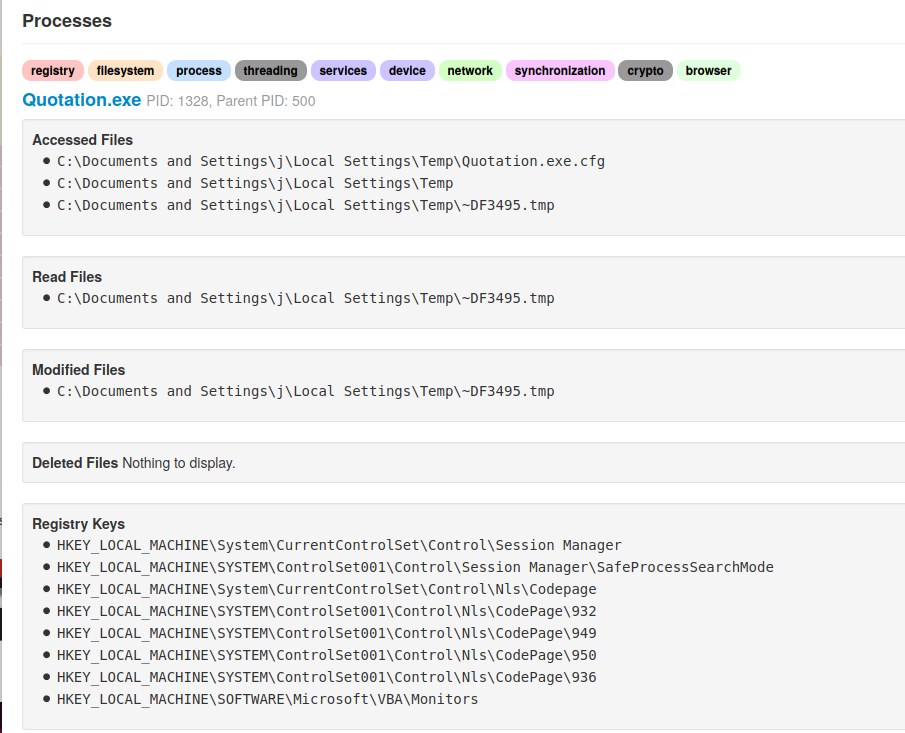 Processes
registry filesystem process threading services device network synchronization crypto browser
Quotation.exe PID: 1328, Parent PID: 500
Accessed Files
● C:\Documents and Settings\j\Local Settings\Temp\Quotation.exe.cfg
● C:\Documents and Settings\j\Local Settings\Temp
● C:\Documents and Settings\j\Local Settings\Temp\~DF3495.tmp
Read Files
● C:\Documents and Settings\j\Local Settings\Temp\~DF3495.tmp
Modified Files
● C:\Documents and Settings\j\Local Settings\Temp\~DF3495.tmp
Deleted Files Nothing to display.
Registry Keys
● HKEY_LOCAL_MACHINE\System\CurrentControlSet\Control\Session Manager
● HKEY_LOCAL_MACHINE\SYSTEM\ControlSet001\Control\Session Manager\SafeProcessSearchMode
● HKEY_LOCAL_MACHINE\System\CurrentControlSet\Control\Nls\Codepage
● HKEY_LOCAL_MACHINE\SYSTEM\ControlSet001\Control\Nls\CodePage\932
● HKEY_LOCAL_MACHINE\SYSTEM\ControlSet001\Control\Nls\CodePage\949
● HKEY_LOCAL_MACHINE\SYSTEM\ControlSet001\Control\Nls\CodePage\950
● HKEY_LOCAL_MACHINE\SYSTEM\ControlSet001\Control\Nls\CodePage\936
● HKEY_LOCAL_MACHINE\SOFTWARE\Microsoft\VBA\Monitors